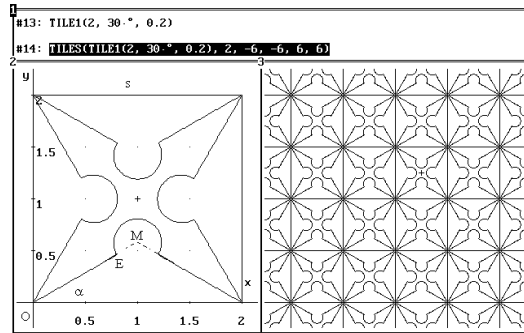 1
#13: TILE1(2, 30·°, 0.2)
#14: TILES(TILE1(2, 30·°, 0.2), 2, -6, -6, 6, 6)
2
3
y
s
2
1.5
1
M
0.5
E
x
α
O
0.5 1 1.5 2